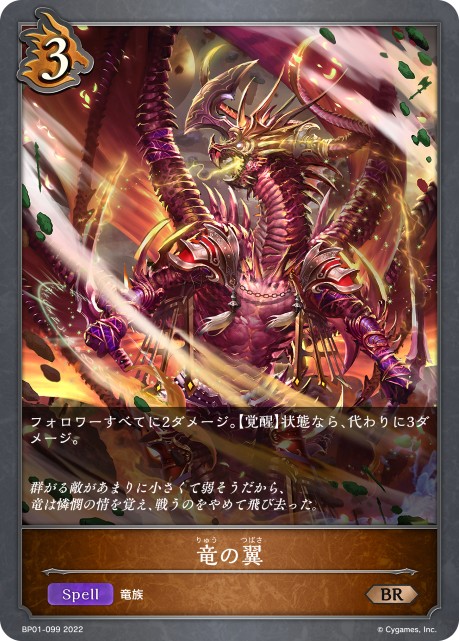 3
フォロワーすべてに2ダメージ。【覚醒】状態なら、代わりに3ダ
メージ。
群がる敵があまりに小さくて弱そうだから、
竜は憐憫の情を覚え、戦うのをやめて飛び去った。
りゅう つばさ
竜の翼
Spell 竜族
BR
BP01-099 2022
© Cygames, Inc.